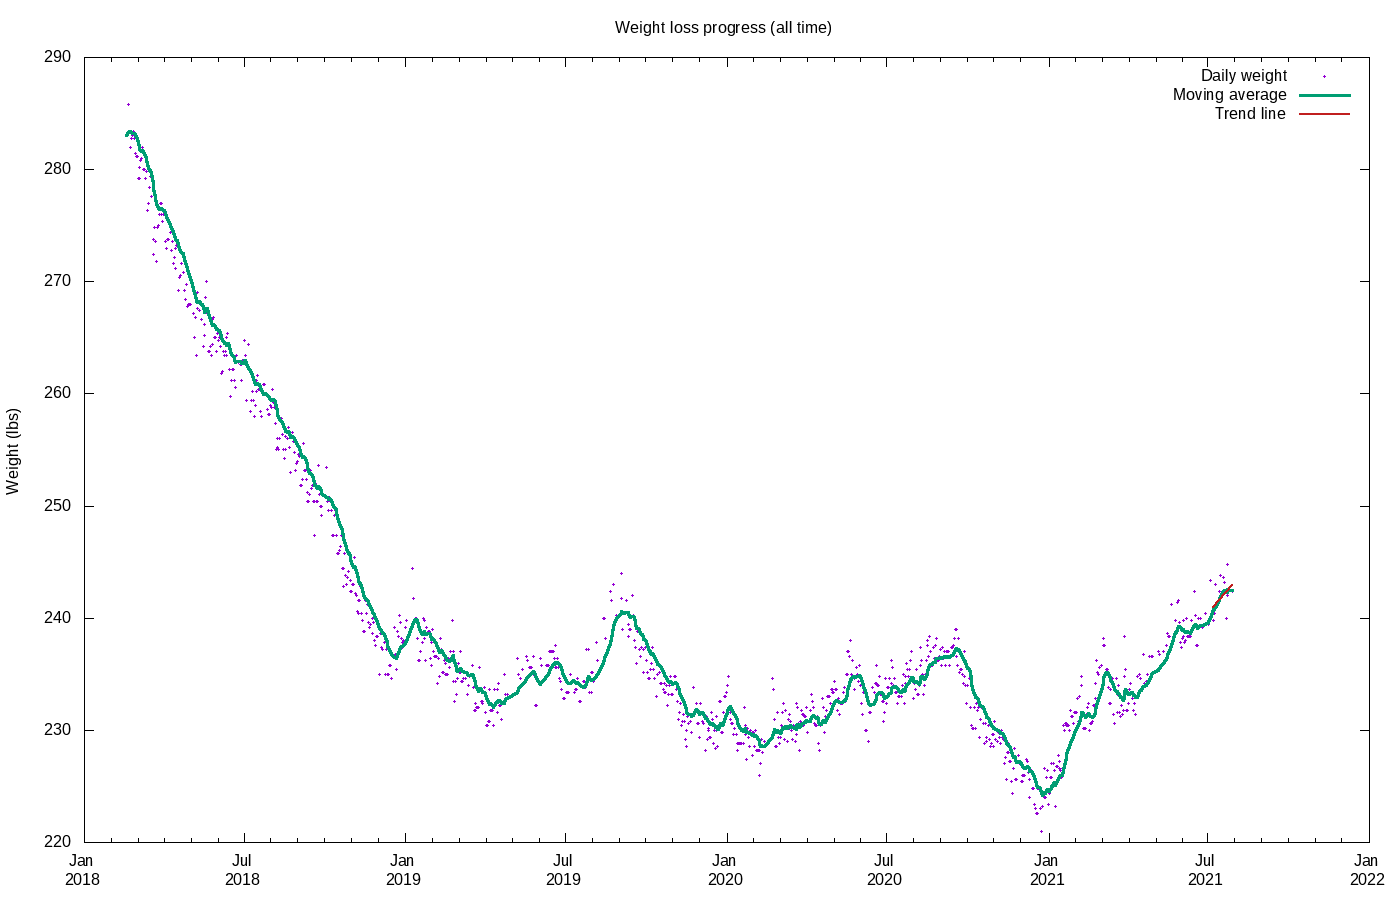 Weight loss progress (all time)
Daily weight
Moving average
Trend line
Weight (lbs)
290
280
270
260
250
240
230
220
Jan Jul Jan Jul Jan Jul Jan Jul Jan
2018 2018 2019 2019 2020 2020 2021 2021 2022